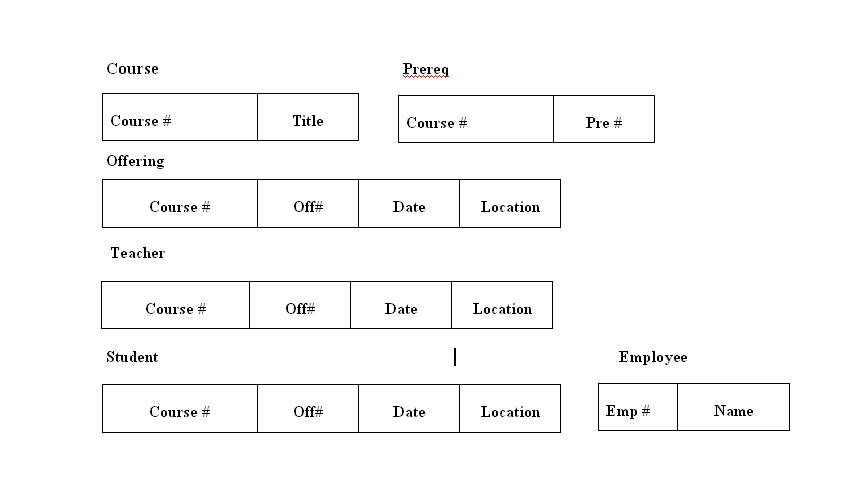 Course Prereq
Course # Title Course # Pre #
Offering
Course # Off# Date Location
Teacher
Course # Off# Date Location
Student Employee
Course # Off# Date Location Emp # Name